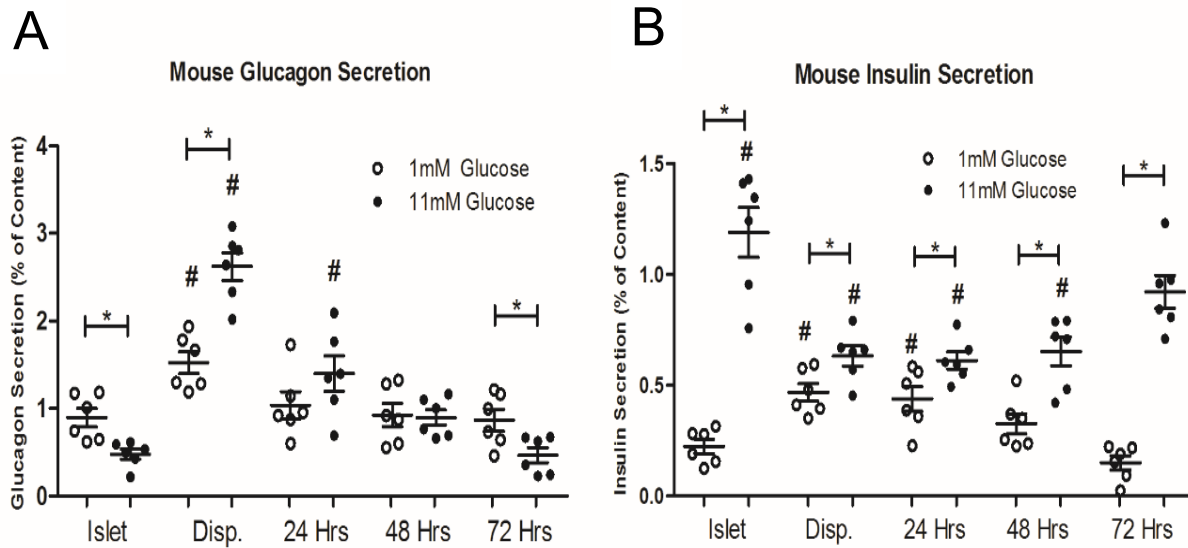 A
Mouse Glucagon Secretion
Glucagon Secretion (% of Content)
4
3
2
1
0
1mM Glucose
11mM Glucose
*
*
*
#
#
#
Islet Disp. 24 Hrs 48 Hrs 72 Hrs
B
Mouse Insulin Secretion
Insulin Secretion (% of Content)
1.5
1.0
0.5
0.0
1mM Glucose
11mM Glucose
*
*
*
*
*
#
#
#
#
#
#
Islet Disp. 24 Hrs 48 Hrs 72 Hrs